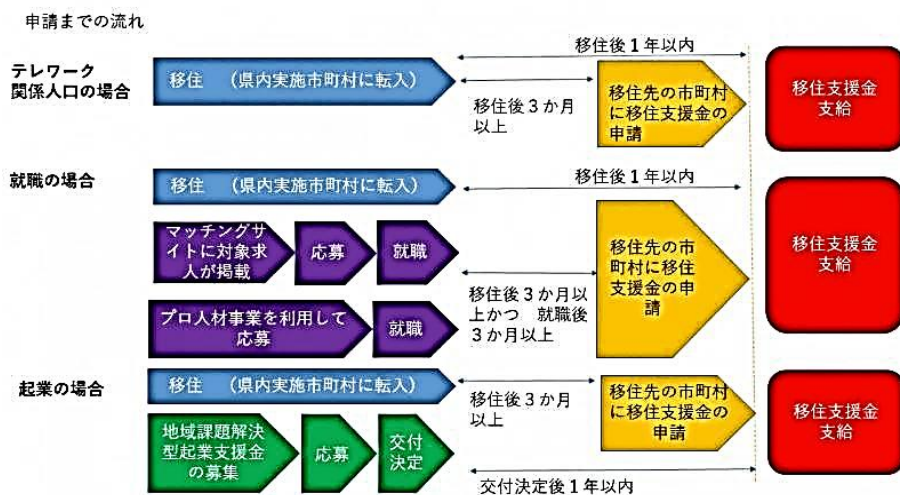 申請までの流れ
テレワーク
関係人口の場合
移住 （県内実施市町村に転入）
移住後１年以内
移住後３か月
以上
移住先の市町村
に移住支援金の
申請
移住支援金
支給
就職の場合
移住 （県内実施市町村に転入）
移住後１年以内
マッチングサ
イトに対象求
人が掲載
応募
就職
プロ人材事業を利用して
応募
就職
移住後３か月以
上かつ 就職後
３か月以上
移住先の市
町村に移住
支援金の申
請
移住支援金
支給
起業の場合
移住 （県内実施市町村に転入）
移住後３か月
以上
移住先の市町村
に移住支援金の
申請
移住支援金
支給
地域課題解決
型起業支援金
の募集
応募
交付
決定
交付決定後１年以内